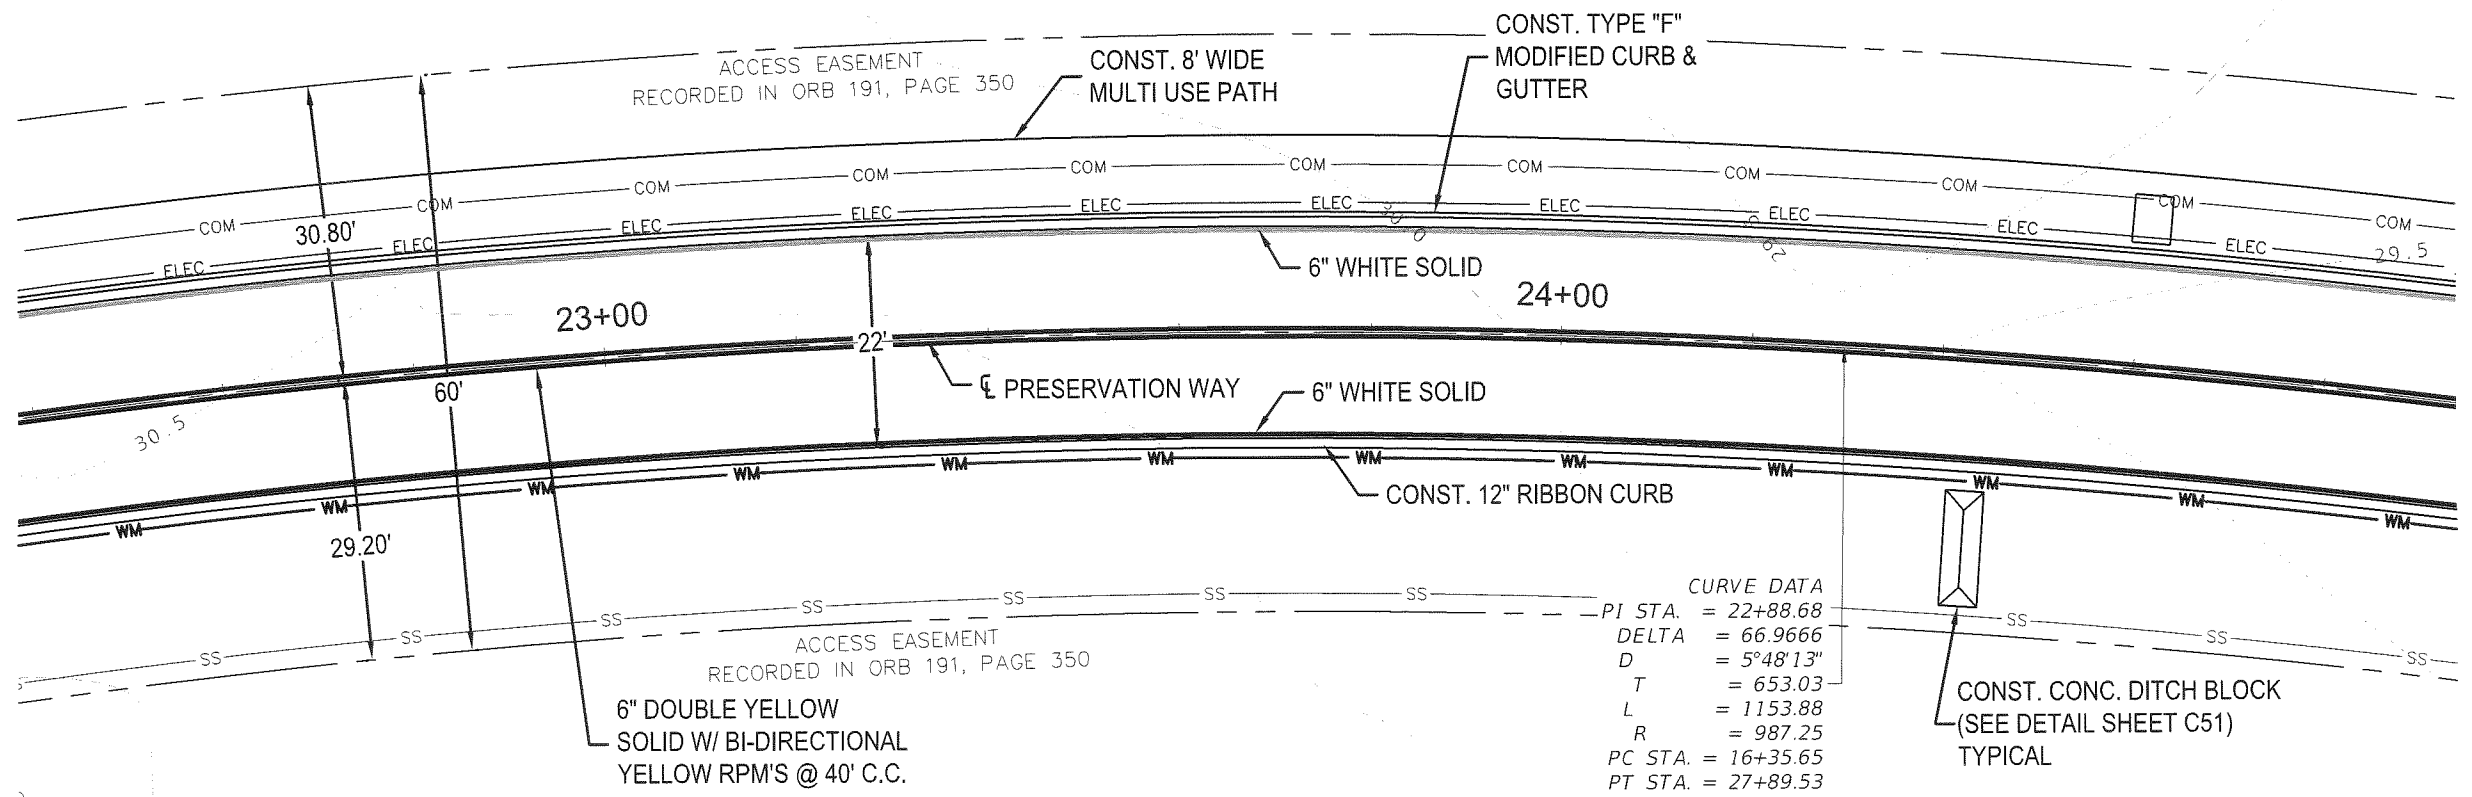 CONST. TYPE "F"
MODIFIED CURB &
GUTTER
CONST. 8' WIDE
MULTI USE PATH
ACCESS EASEMENT
RECORDED IN ORB 191, PAGE 350
COM COM COM COM COM COM COM COM COM COM COM
ELEC ELEC ELEC ELEC ELEC ELEC ELEC ELEC ELEC ELEC
30.80'
30.0
29.5
6" WHITE SOLID
23+00
24+00
22'
60'
℄ PRESERVATION WAY
6" WHITE SOLID
30.5
WM WM WM WM WM WM WM WM WM WM WM WM
CONST. 12" RIBBON CURB
29.20'
SS SS SS SS SS SS SS SS SS SS
ACCESS EASEMENT
RECORDED IN ORB 191, PAGE 350
6" DOUBLE YELLOW
SOLID W/ BI-DIRECTIONAL
YELLOW RPM'S @ 40' C.C.
CURVE DATA
PI STA. = 22+88.68
DELTA = 66.9666
D = 5°48'13"
T = 653.03
L = 1153.88
R = 987.25
PC STA. = 16+35.65
PT STA. = 27+89.53
CONST. CONC. DITCH BLOCK
(SEE DETAIL SHEET C51)
TYPICAL